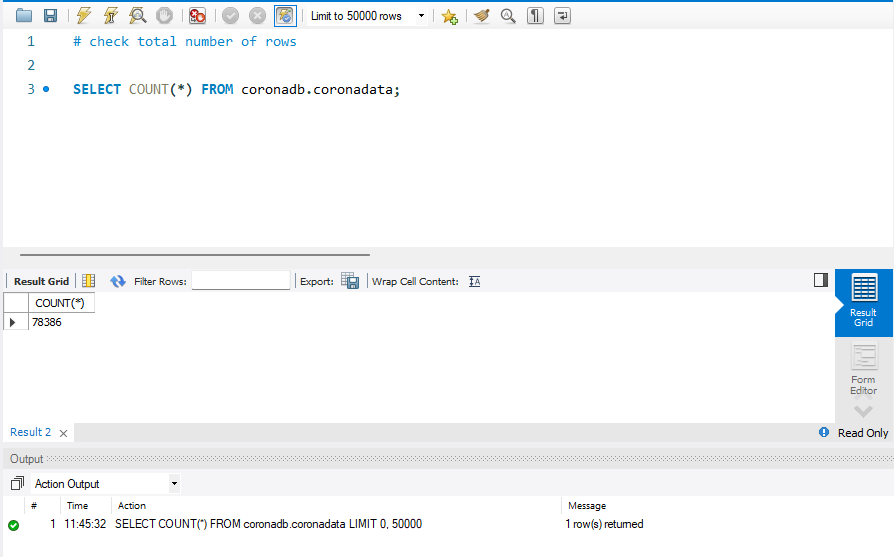 Limit to 50000 rows
1 # check total number of rows
2
3 SELECT COUNT(*) FROM coronadb.coronadata;
Result Grid Filter Rows: Export: Wrap Cell Content:
COUNT(*)
78386
Result Grid
Form Editor
Result 2
Read Only
Output
Action Output
# Time Action Message
1 11:45:32 SELECT COUNT(*) FROM coronadb.coronadata LIMIT 0, 50000 1 row(s) returned